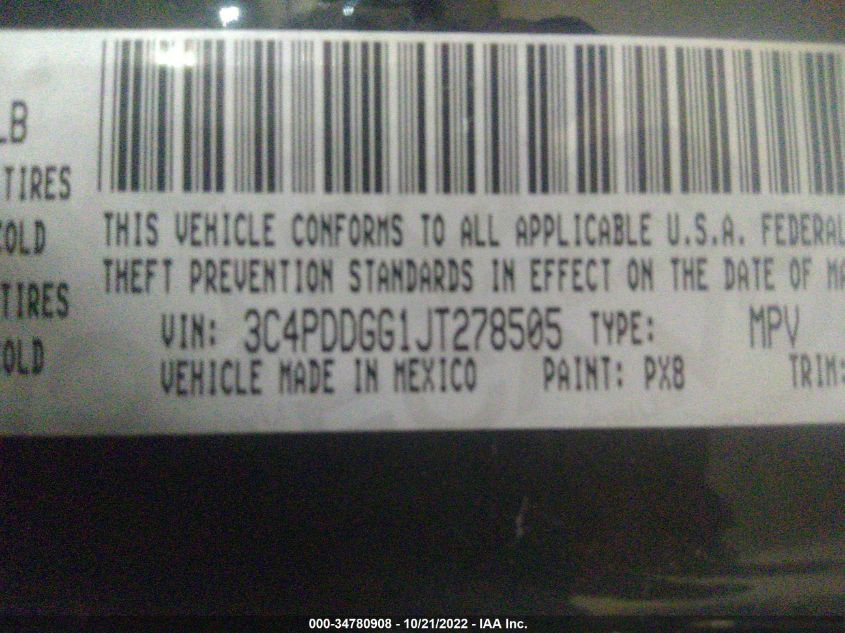 LB
TIRES
COLD
TIRES
COLD
THIS VEHICLE CONFORMS TO ALL APPLICABLE U.S.A. FEDERAL
THEFT PREVENTION STANDARDS IN EFFECT ON THE DATE OF MA
VIN: 3C4PDDGG1JT278505 TYPE: MPV
VEHICLE MADE IN MEXICO PAINT: PX8 TRIM:
000-34780908 - 10/21/2022 - IAA Inc.